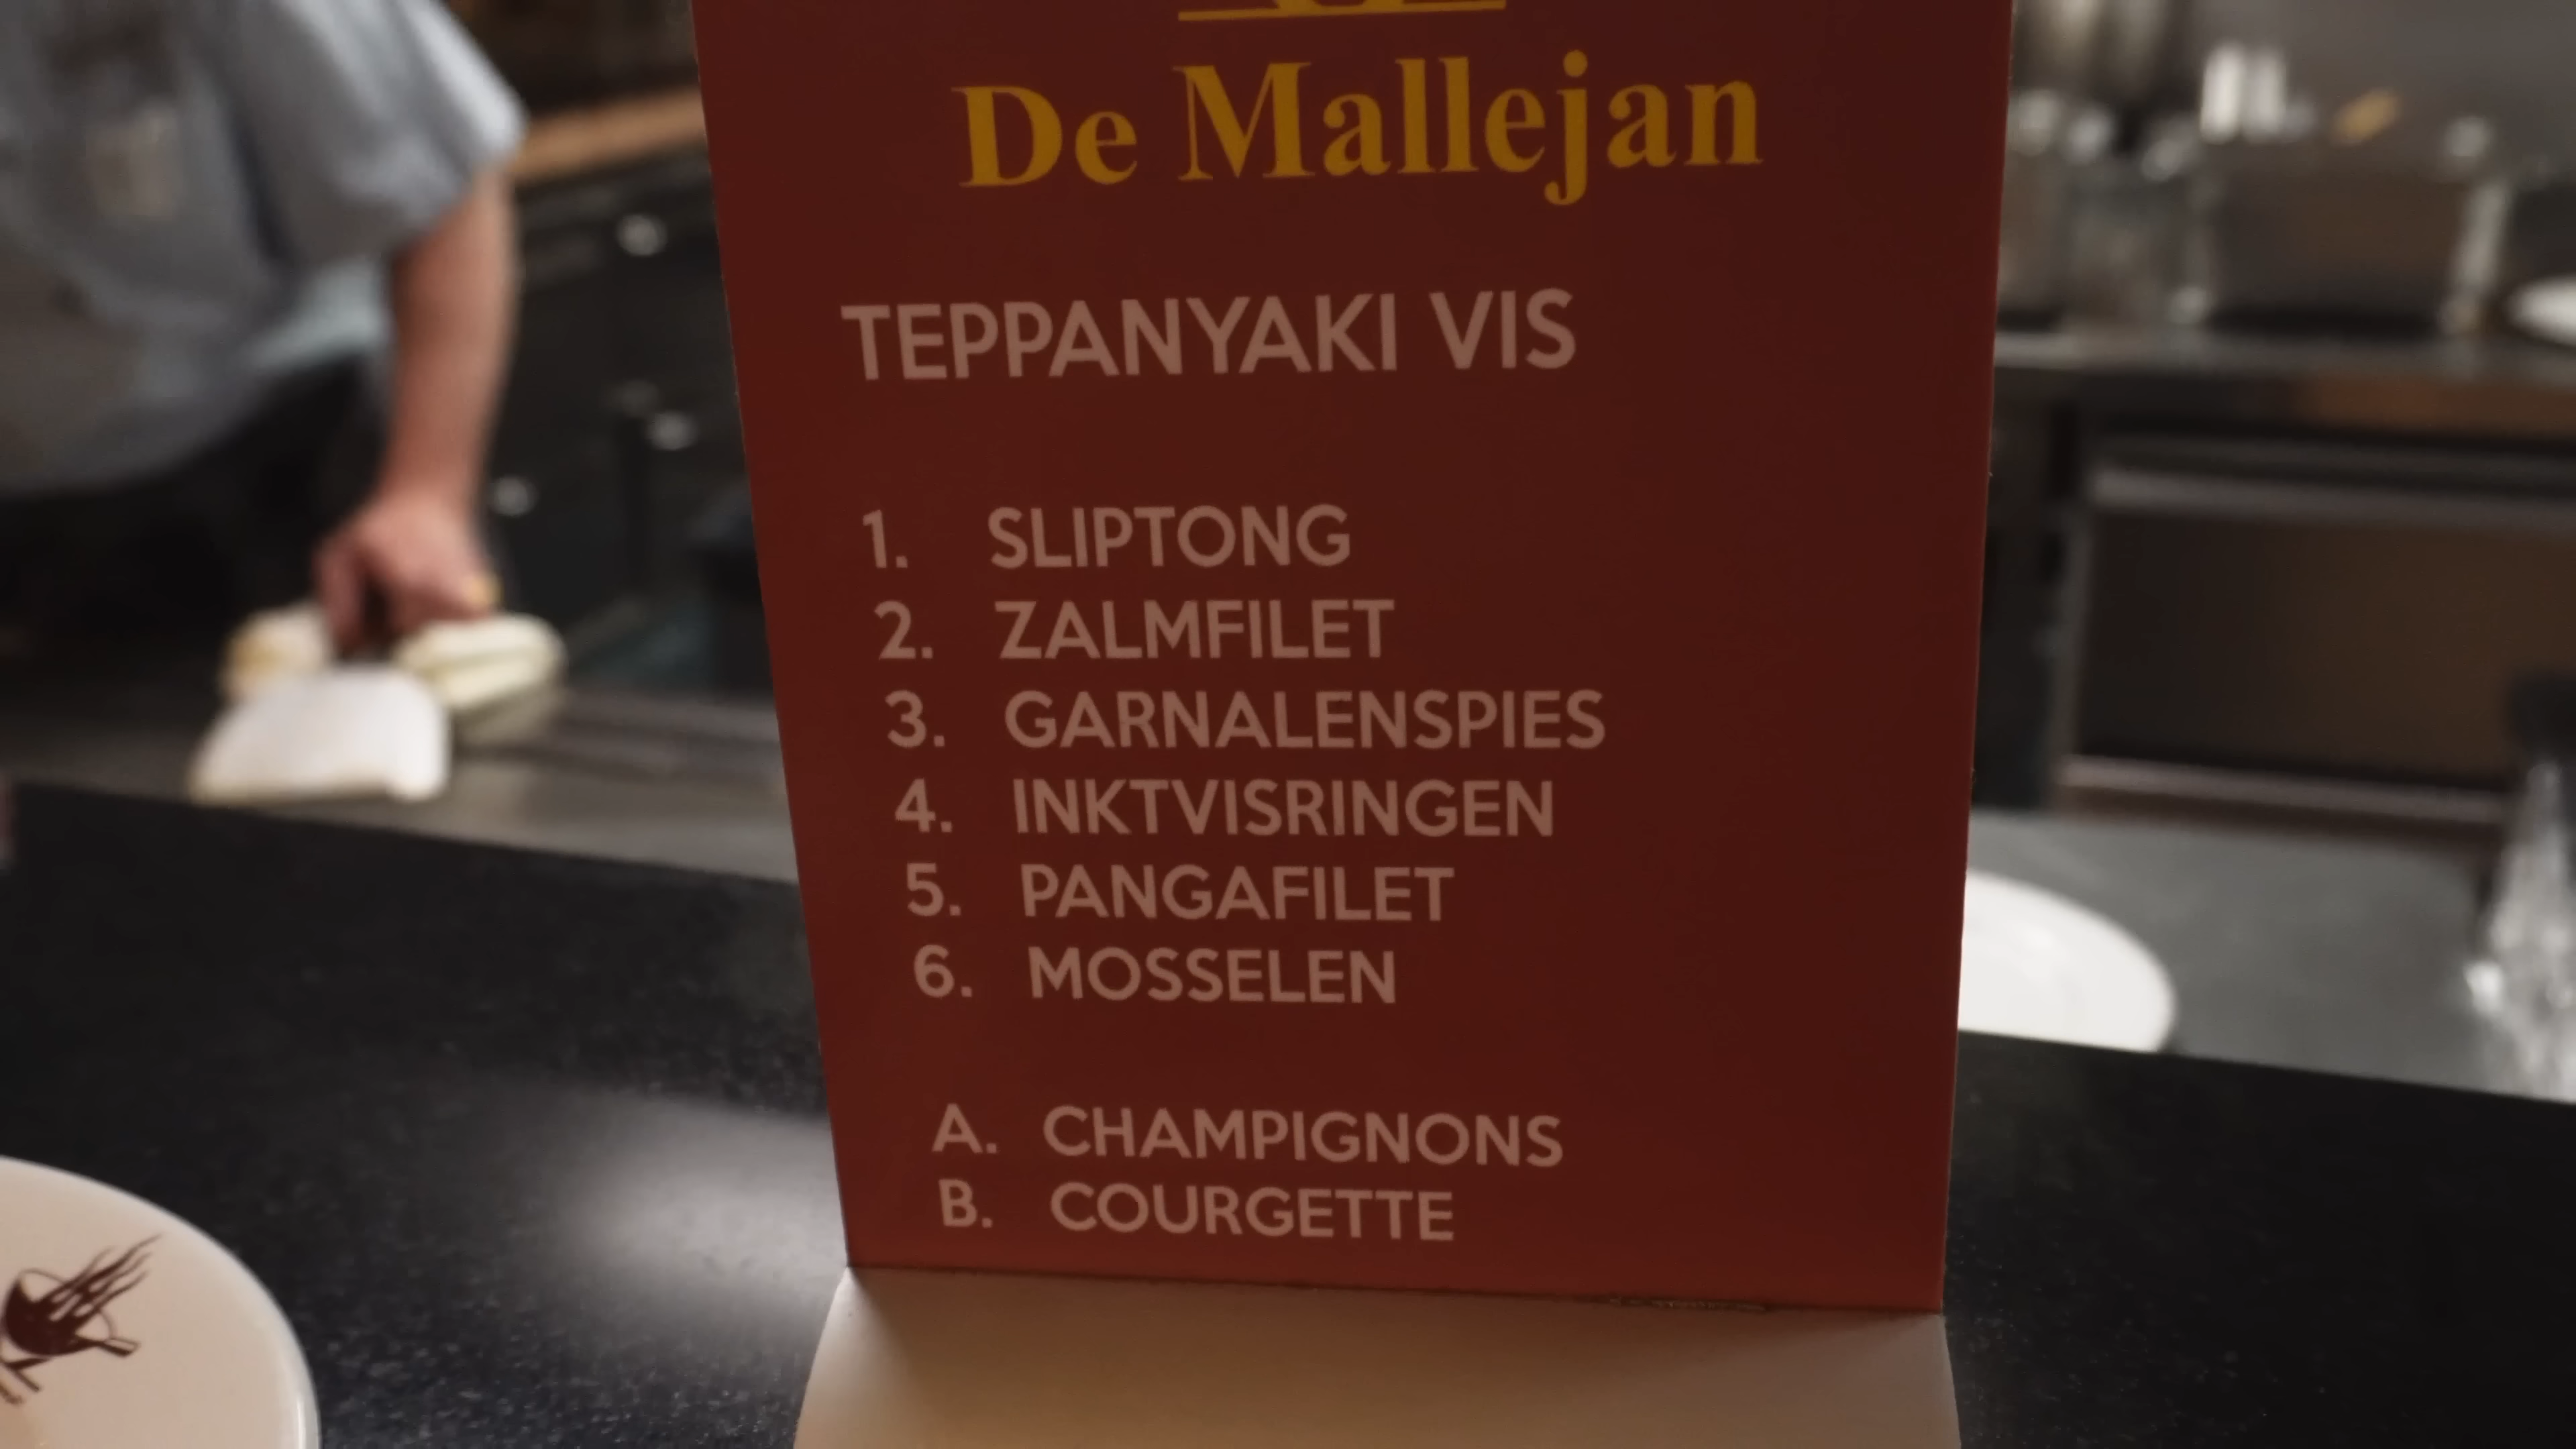 De Mallejan
TEPPANYAKI VIS
1. SLIPTONG
2. ZALMFILET
3. GARNALENSPIES
4. INKTVISRINGEN
5. PANGAFILET
6. MOSSELEN
A. CHAMPIGNONS
B. COURGETTE